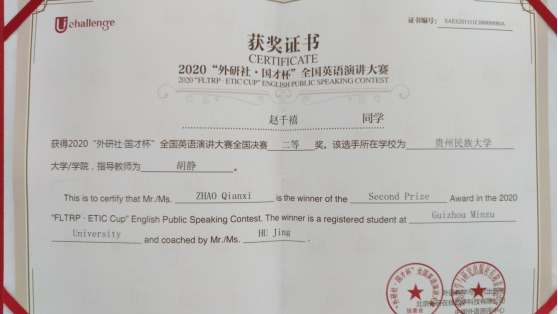 Uchallenge
证书编号：
获奖证书
CERTIFICATE
2020“外研社·国才杯”全国英语演讲大赛
2020 “FLTRP · ETIC CUP” ENGLISH PUBLIC SPEAKING CONTEST
赵千禧 同学
获得2020“外研社·国才杯”全国英语演讲大赛全国决赛 二等 奖。该选手所在学校为 贵州民族大学
大学/学院，指导教师为 胡静 。
This is to certify that Mr./Ms. ZHAO Qianxi is the winner of the Second Prize Award in the 2020
“FLTRP · ETIC Cup” English Public Speaking Contest. The winner is a registered student at Guizhou Minzu
University and coached by Mr./Ms. HU Jing .
组委会